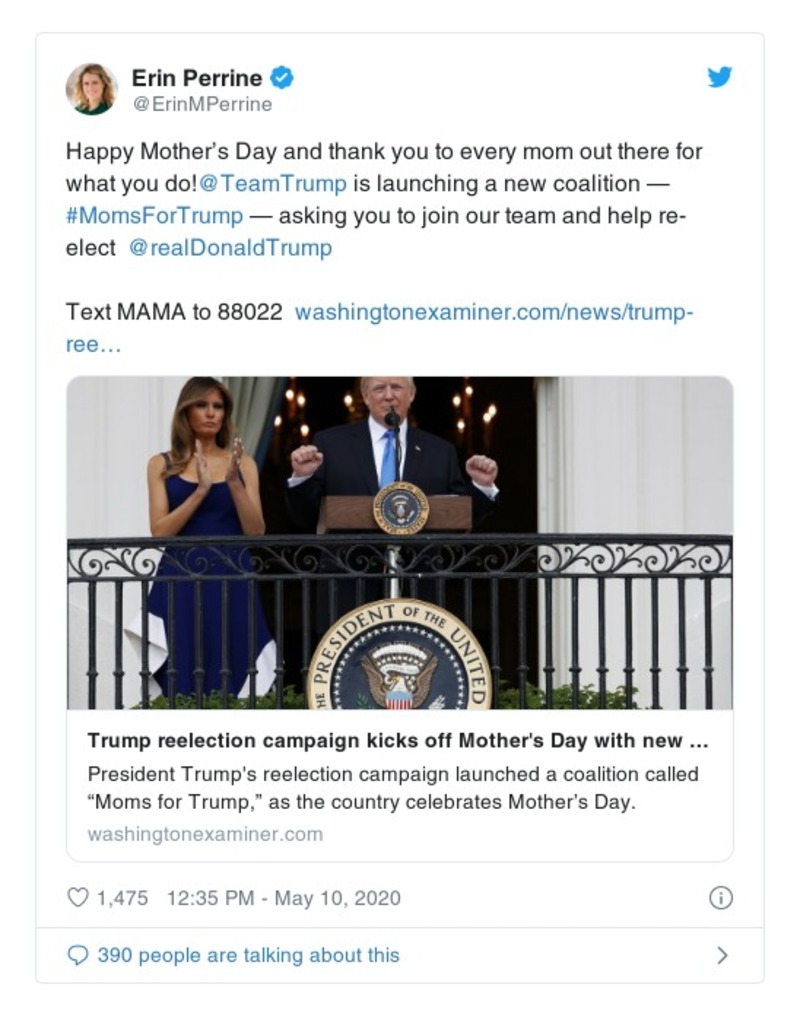 Erin Perrine
@ErinMPerrine
Happy Mother's Day and thank you to every mom out there for
what you do!@TeamTrump is launching a new coalition —
#MomsForTrump — asking you to join our team and help re-
elect @realDonaldTrump
Text MAMA to 88022 washingtonexaminer.com/news/trump-
ree…
PRESIDENT OF THE UNITED
THE
Trump reelection campaign kicks off Mother's Day with new ...
President Trump's reelection campaign launched a coalition called
“Moms for Trump,” as the country celebrates Mother's Day.
washingtonexaminer.com
1,475 12:35 PM - May 10, 2020
390 people are talking about this